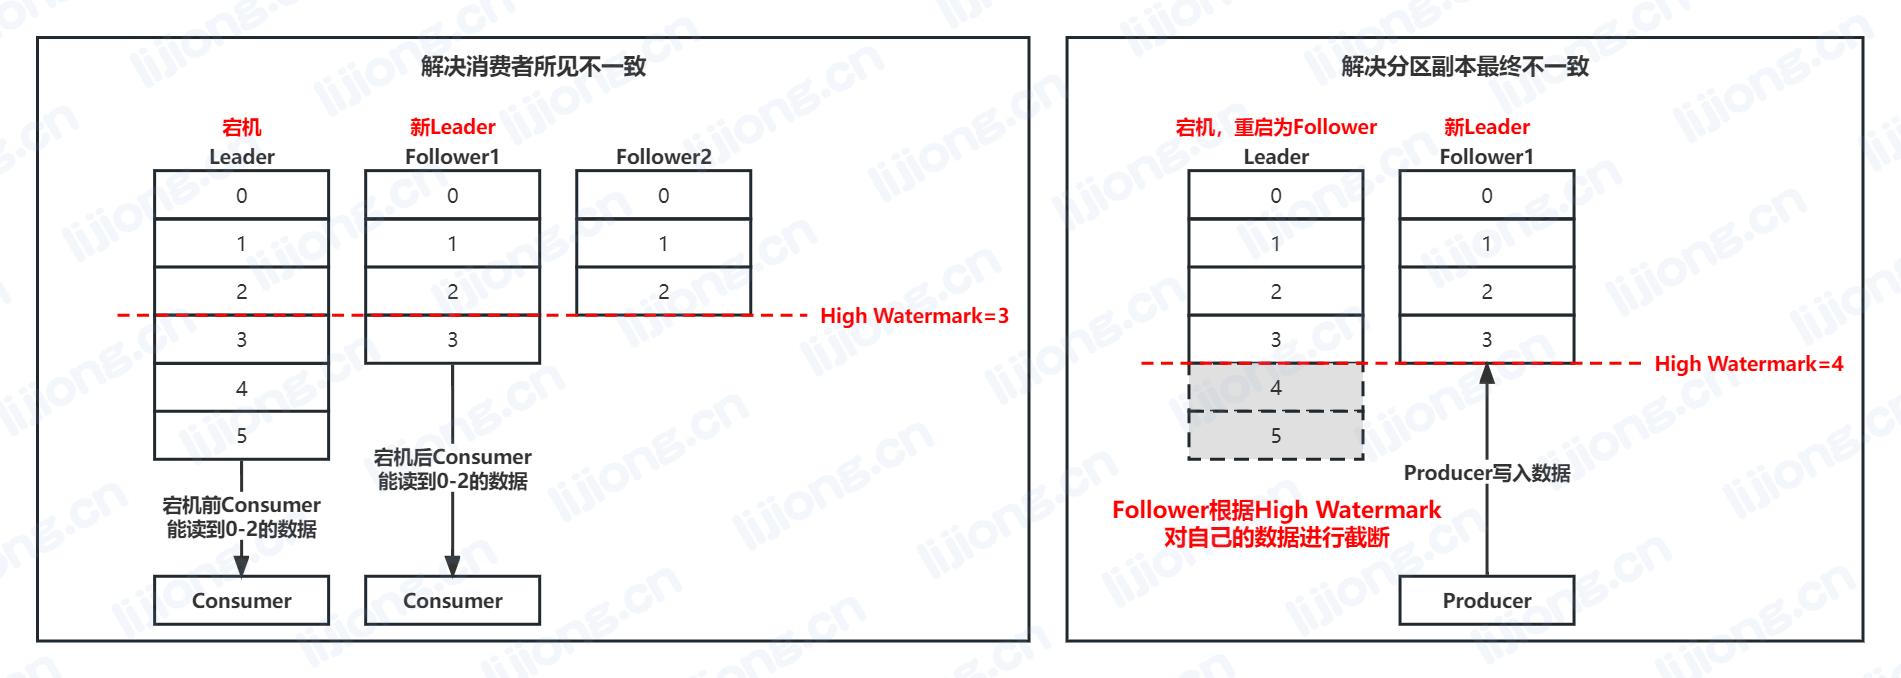 解决消费者所见不一致
宕机
Leader
0
1
2
3
4
5
宕机前Consumer
能读到0-2的数据
Consumer
新Leader
Follower1
0
1
2
3
宕机后Consumer
能读到0-2的数据
Consumer
Follower2
0
1
2
High Watermark=3
解决分区副本最终不一致
宕机，重启为Follower
Leader
0
1
2
3
4
5
Follower根据High Watermark
对自己的数据进行截断
新Leader
Follower1
0
1
2
3
High Watermark=4
Producer写入数据
Producer
lijiong.cn